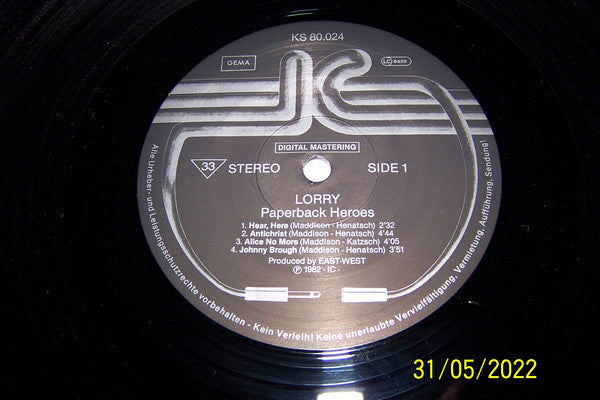 KS 80.024
GEMA
LC 6459
DIGITAL MASTERING
33 STEREO SIDE 1
LORRY
Paperback Heroes
1. Hear, Here (Maddison - Henatsch) 2'32
2. Antichrist (Maddison - Henatsch) 4'44
3. Alice No More (Maddison - Katzsch) 4'05
4. Johnny Brough (Maddison - Henatsch) 3'51
Produced by EAST-WEST
Ⓟ 1982 - IC -
Alle Urheber- und Leistungsschutzrechte vorbehalten - Kein Verleih! Keine unerlaubte Vervielfältigung, Vermietung, Aufführung, Sendung!
31/05/2022